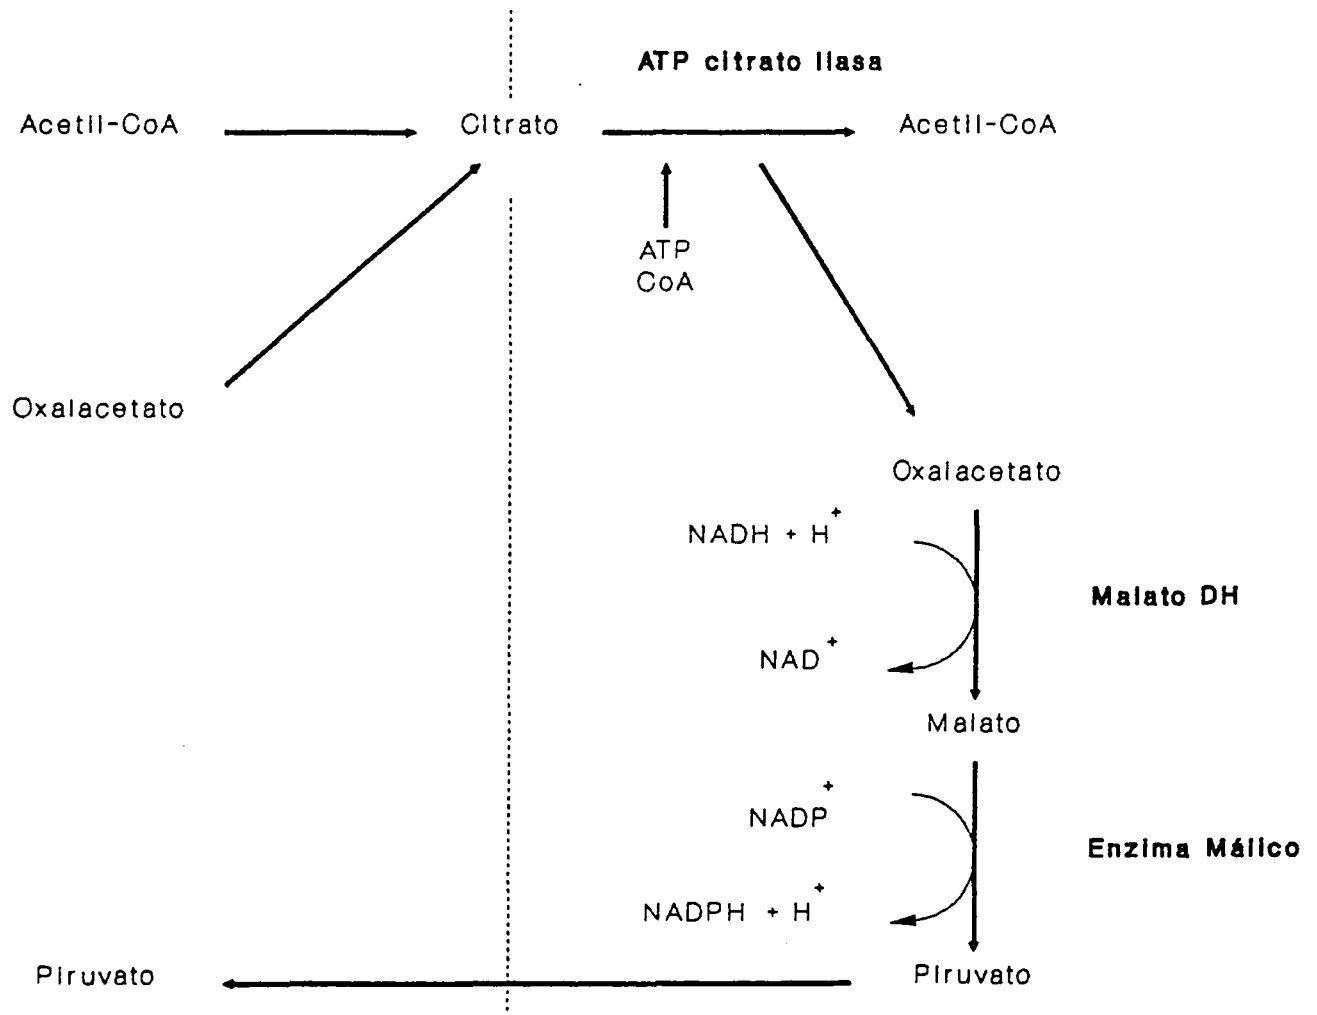 ATP citrato liasa
Acetil-CoA
Citrato
Acetil-CoA
ATP
CoA
Oxalacetato
Oxalacetato
NADH + H+
Malato DH
NAD+
Malato
NADP+
Enzima Málico
NADPH + H+
Piruvato
Piruvato